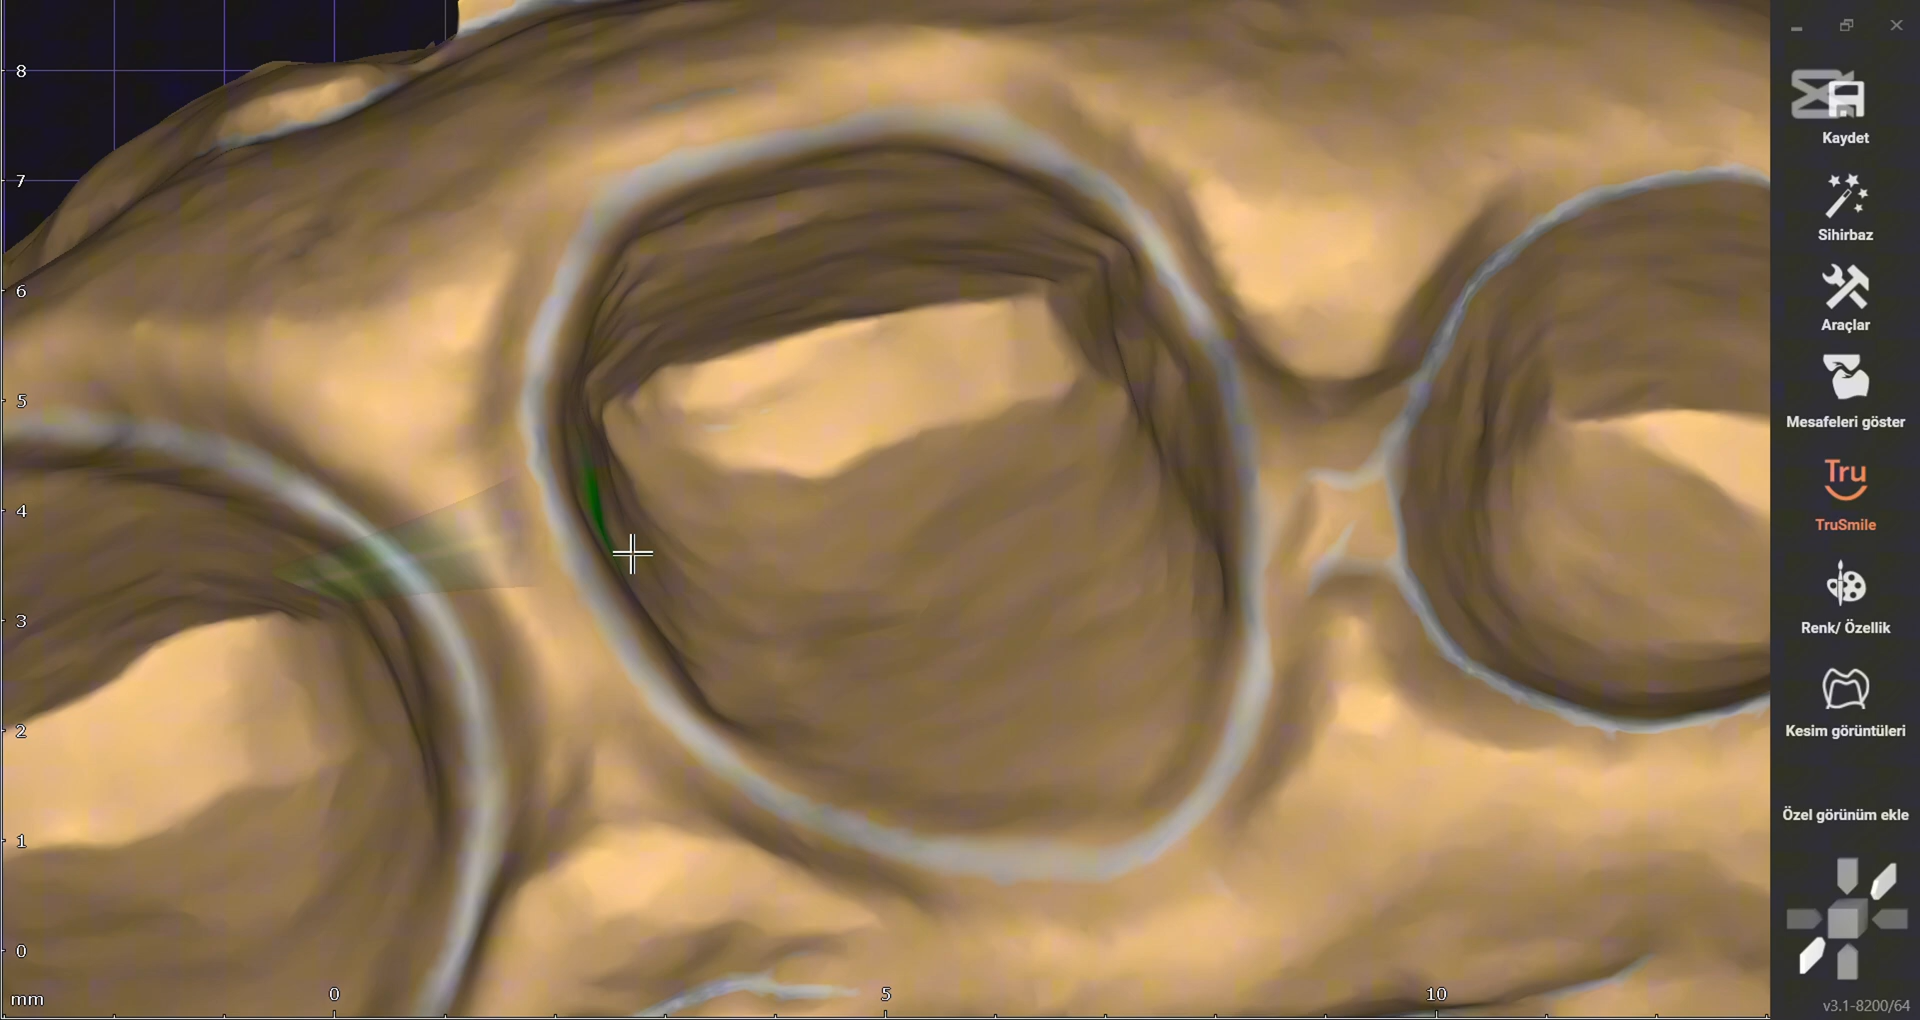 Kaydet
Sihirbaz
Araçlar
Mesafeleri göster
Tru
TruSmile
Renk/ Özellik
Kesim görüntüleri
Özel görünüm ekle
v3.1-8200/64
8
7
6
5
4
3
2
1
0
mm
0
5
10